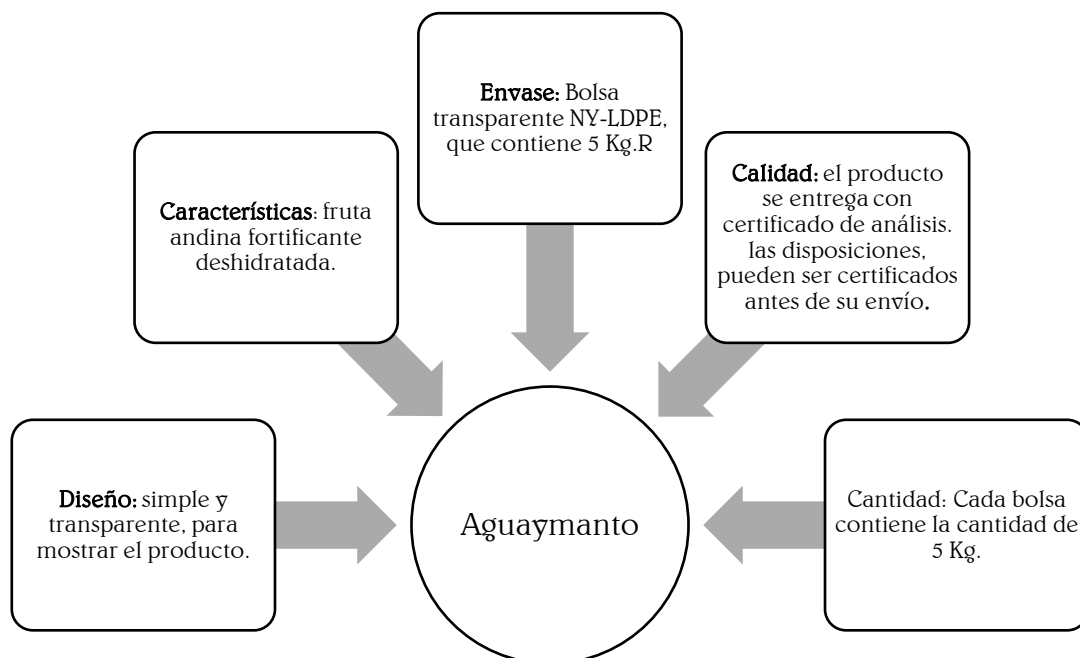 Envase: Bolsa
transparente NY-LDPE,
que contiene 5 Kg.R
Características: fruta
andina fortificante
deshidratada.
Calidad: el producto
se entrega con
certificado de análisis.
las disposiciones,
pueden ser certificados
antes de su envío.
Diseño: simple y
transparente, para
mostrar el producto.
Aguaymanto
Cantidad: Cada bolsa
contiene la cantidad de
5 Kg.